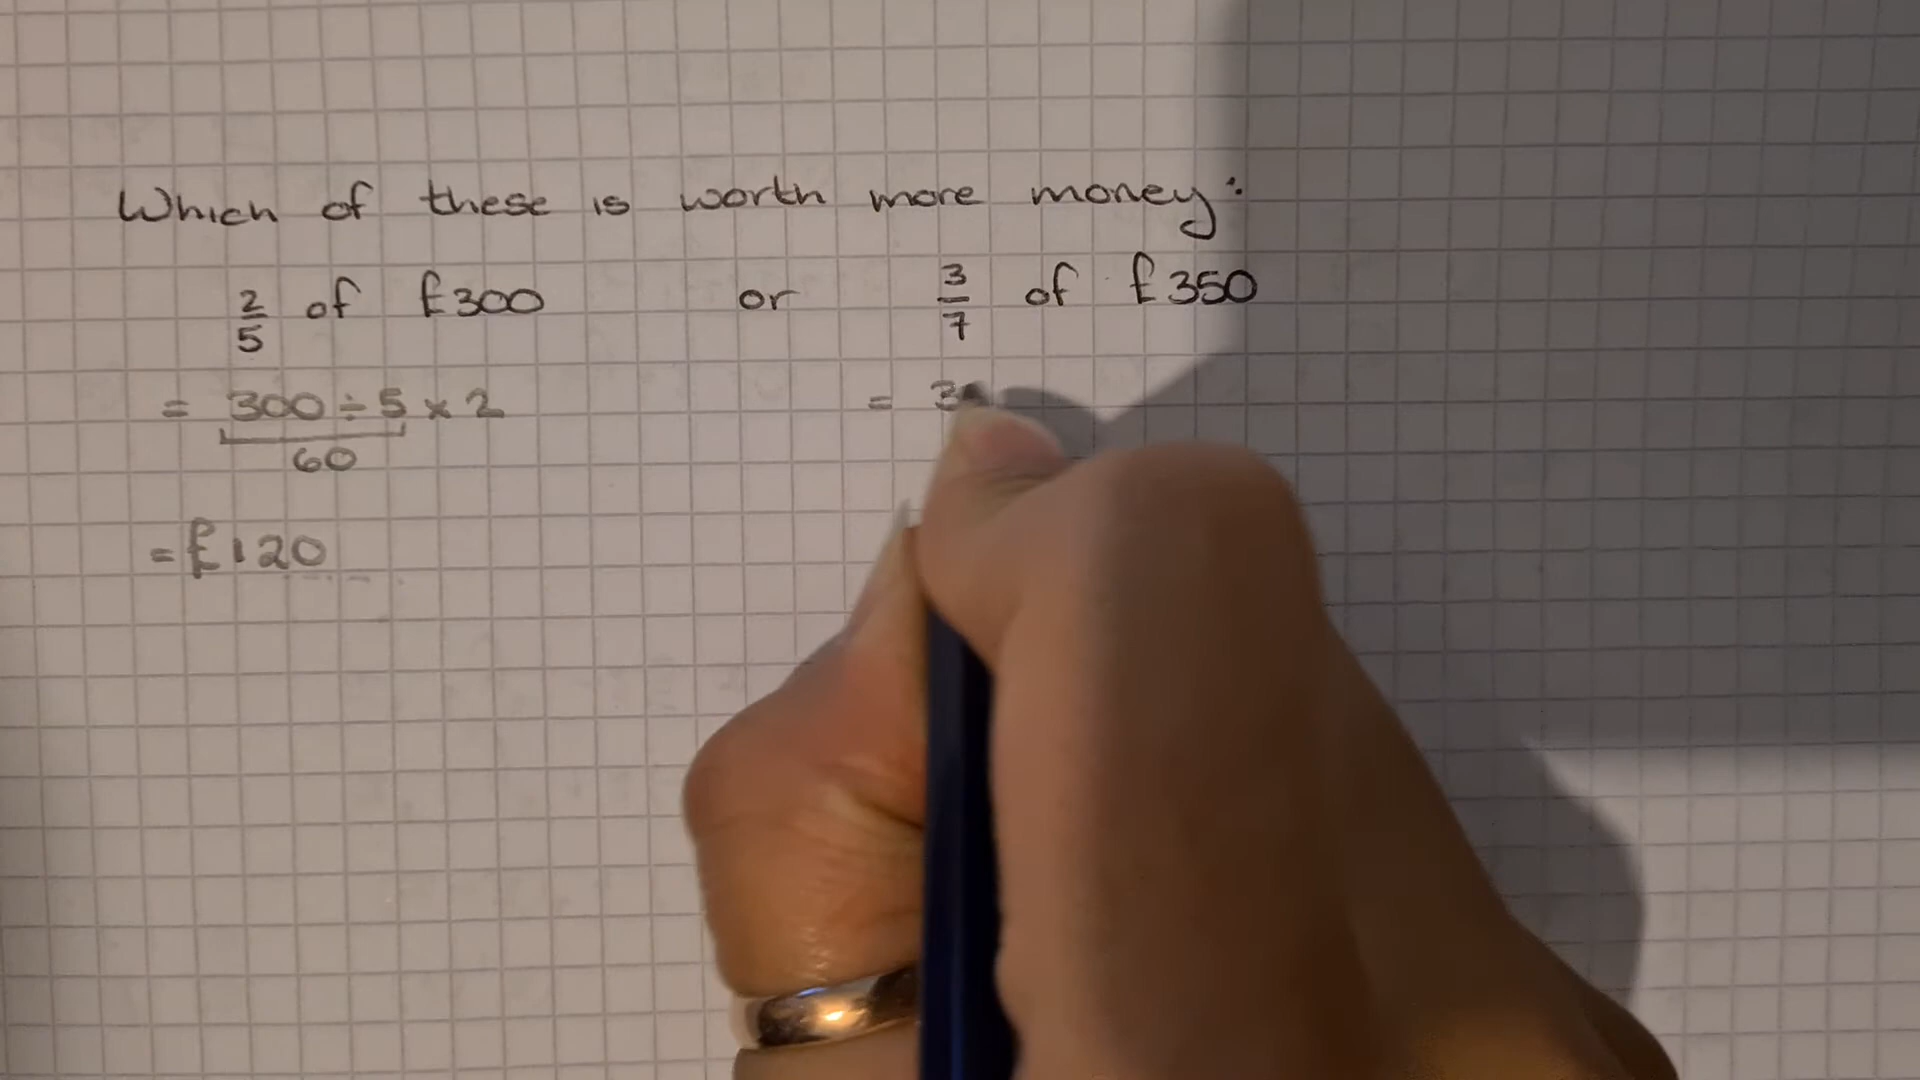 Which of these is worth more money:
2/5 of £300 or 3/7 of £350
= 300 ÷ 5 × 2 = 3
60
= £120